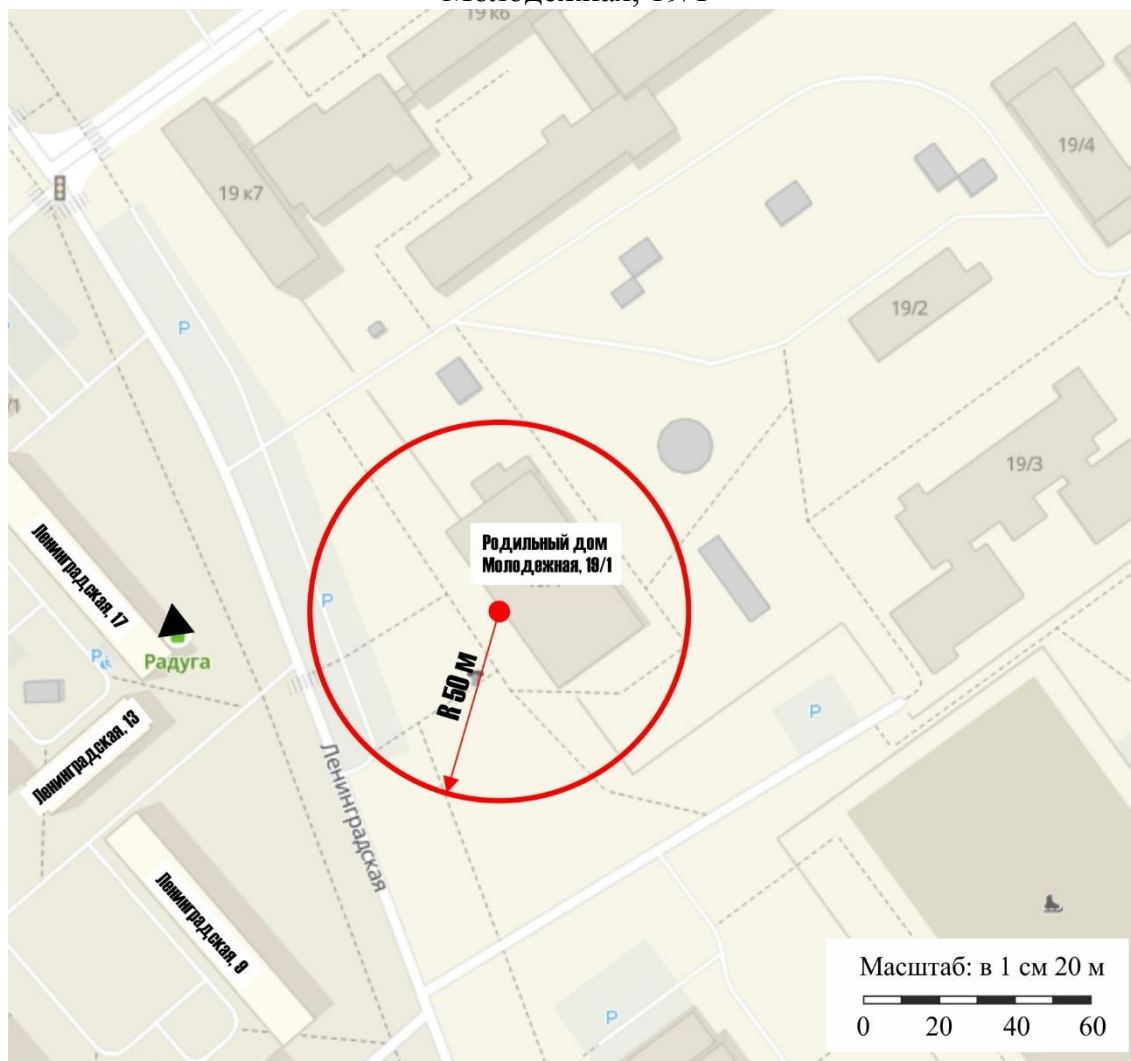 Молодежная, 19/1
19 к6
19/4
19 к7
19/2
P
19/3
Родильный дом
Молодежная, 19/1
Ленинградская, 17
P
P
Радуга
R 50 м
P
Ленинградская, 13
Ленинградская
Ленинградская, 9
P
Масштаб: в 1 см 20 м
0 20 40 60